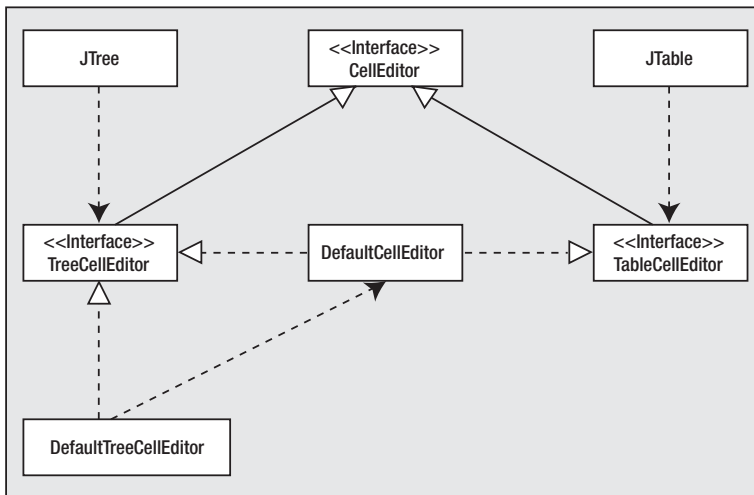 JTree
<<Interface>>
CellEditor
JTable
<<Interface>>
TreeCellEditor
DefaultCellEditor
<<Interface>>
TableCellEditor
DefaultTreeCellEditor